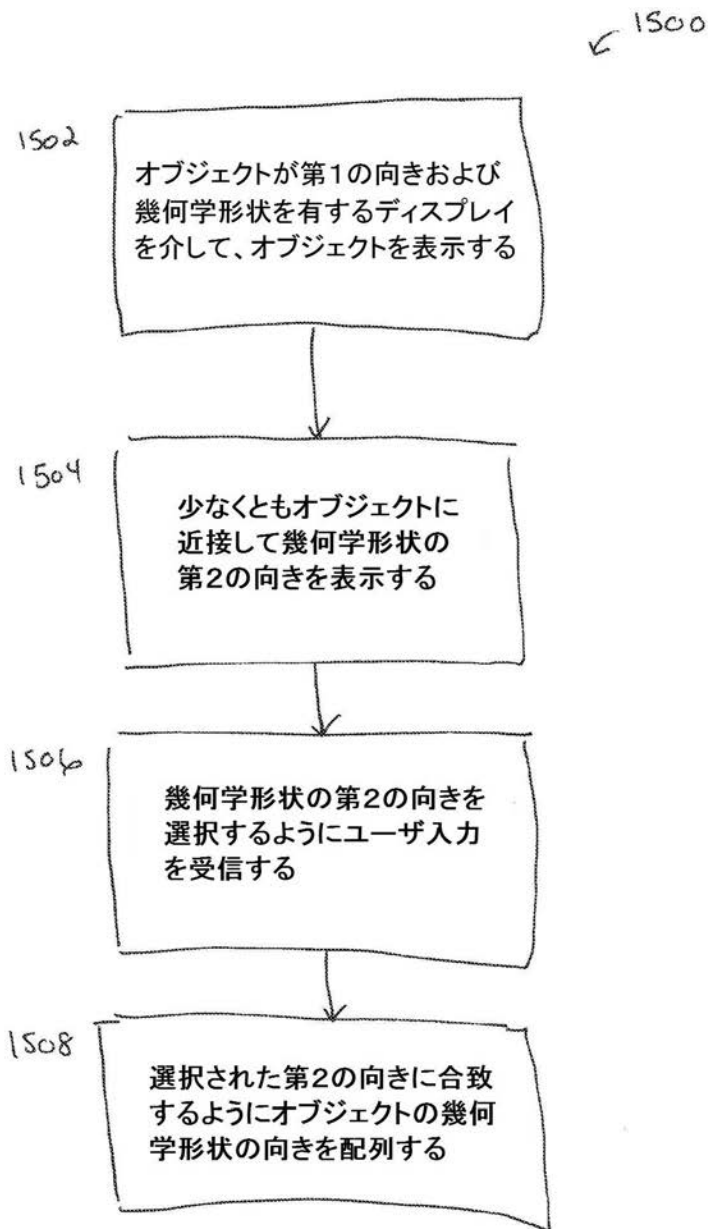 1500
1502
オブジェクトが第1の向きおよび
幾何学形状を有するディスプレイ
を介して、オブジェクトを表示する
1504
少なくともオブジェクトに
近接して幾何学形状の
第2の向きを表示する
1506
幾何学形状の第2の向きを
選択するようにユーザ入力
を受信する
1508
選択された第2の向きに合致
するようにオブジェクトの幾何
学形状の向きを配列する